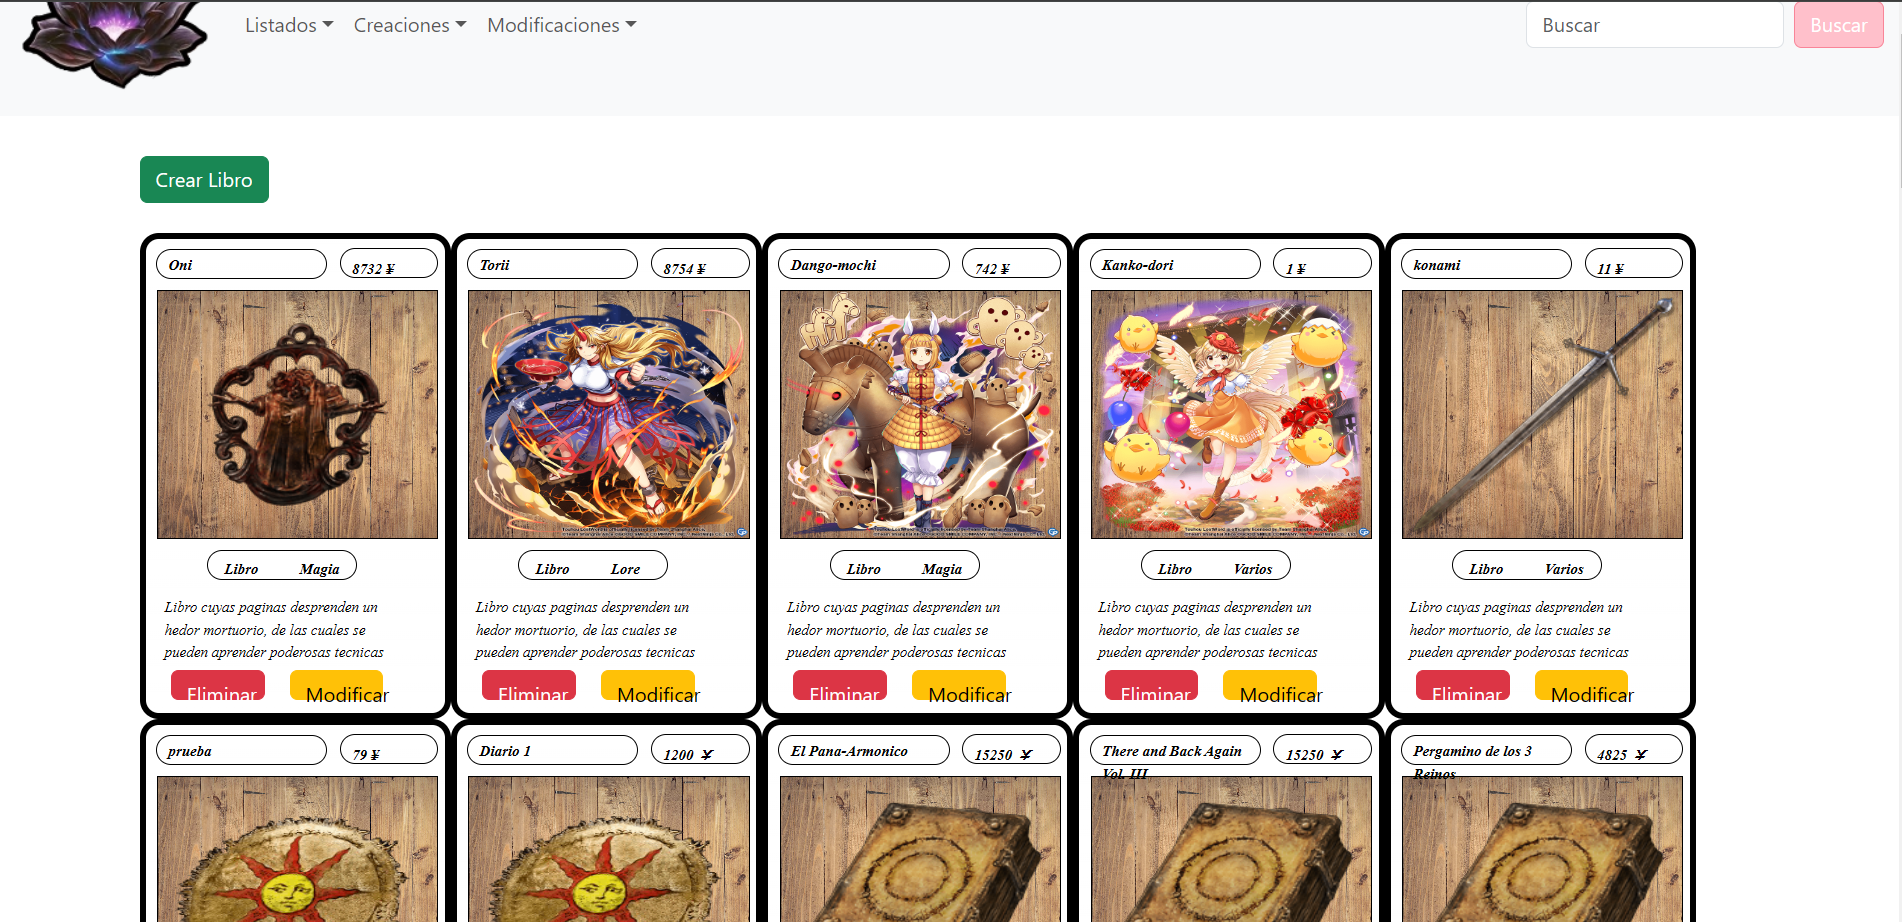 Listados
Creaciones
Modificaciones
Buscar
Buscar
Crear Libro
Oni
8732 ¥
Libro Magia
Libro cuyas paginas desprenden un
hedor mortuorio, de las cuales se
pueden aprender poderosas tecnicas
Eliminar
Modificar
Torii
8754 ¥
Libro Lore
Libro cuyas paginas desprenden un
hedor mortuorio, de las cuales se
pueden aprender poderosas tecnicas
Eliminar
Modificar
Dango-mochi
742 ¥
Libro Magia
Libro cuyas paginas desprenden un
hedor mortuorio, de las cuales se
pueden aprender poderosas tecnicas
Eliminar
Modificar
Kanko-dori
1 ¥
Libro Varios
Libro cuyas paginas desprenden un
hedor mortuorio, de las cuales se
pueden aprender poderosas tecnicas
Eliminar
Modificar
konami
11 ¥
Libro Varios
Libro cuyas paginas desprenden un
hedor mortuorio, de las cuales se
pueden aprender poderosas tecnicas
Eliminar
Modificar
prueba
79 ¥
Diario 1
1200 ¥
El Pana-Armonico
15250 ¥
There and Back Again
Vol. III
15250 ¥
Pergamino de los 3
Reinos
4825 ¥